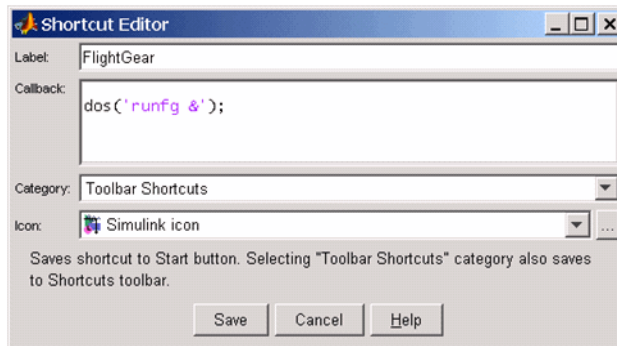 Shortcut Editor
Label: FlightGear
Callback: dos('runfg &');
Category: Toolbar Shortcuts
Icon: Simulink icon ...
Saves shortcut to Start button. Selecting "Toolbar Shortcuts" category also saves
to Shortcuts toolbar.
Save Cancel Help